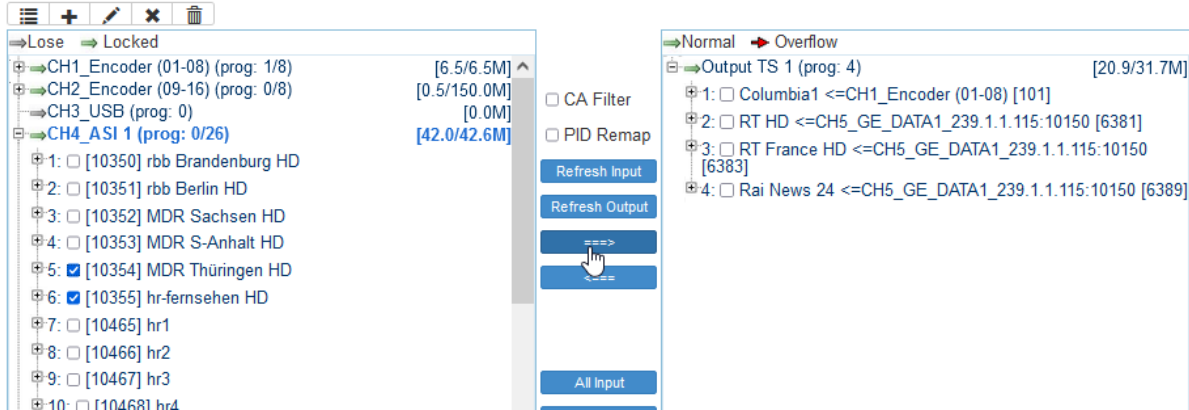 Lose Locked
CH1_Encoder (01-08) (prog: 1/8) [6.5/6.5M]
CH2_Encoder (09-16) (prog: 0/8) [0.5/150.0M]
CH3_USB (prog: 0) [0.0M]
CH4_ASI 1 (prog: 0/26) [42.0/42.6M]
1: [10350] rbb Brandenburg HD
2: [10351] rbb Berlin HD
3: [10352] MDR Sachsen HD
4: [10353] MDR S-Anhalt HD
5: [10354] MDR Thüringen HD
6: [10355] hr-fernsehen HD
7: [10465] hr1
8: [10466] hr2
9: [10467] hr3
10: [10468] hr4
CA Filter
PID Remap
Refresh Input
Refresh Output
===>
<===
All Input
Normal Overflow
Output TS 1 (prog: 4) [20.9/31.7M]
1: Columbia1 <=CH1_Encoder (01-08) [101]
2: RT HD <=CH5_GE_DATA1_239.1.1.115:10150 [6381]
3: RT France HD <=CH5_GE_DATA1_239.1.1.115:10150
[6383]
4: Rai News 24 <=CH5_GE_DATA1_239.1.1.115:10150 [6389]